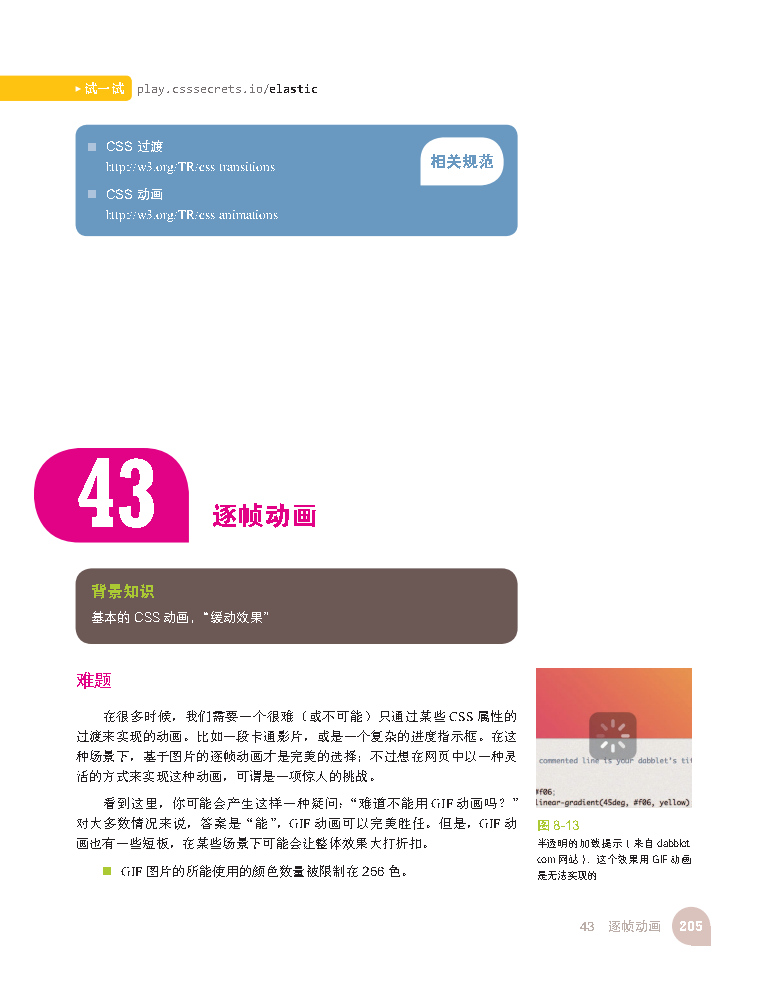 ▸试一试 play.csssecrets.io/elastic
■ CSS 过渡
http://w3.org/TR/css-transitions
■ CSS 动画
http://w3.org/TR/css-animations
相关规范
43
逐帧动画
背景知识
基本的 CSS 动画，“缓动效果”
难题
在很多时候，我们需要一个很难（或不可能）只通过某些 CSS 属性的
过渡来实现的动画。比如一段卡通影片，或是一个复杂的进度指示框。在这
种场景下，基于图片的逐帧动画才是完美的选择；不过想在网页中以一种灵
活的方式来实现这种动画，可谓是一项惊人的挑战。
看到这里，你可能会产生这样一种疑问：“难道不能用 GIF 动画吗？”
对大多数情况来说，答案是“能”，GIF 动画可以完美胜任。但是，GIF 动
画也有一些短板，在某些场景下可能会让整体效果大打折扣。
■ GIF 图片的所能使用的颜色数量被限制在 256 色。
commented line is your dabblet's tit
#f06;
linear-gradient(45deg, #f06, yellow)
图 8-13
半透明的加载提示（来自 dabblet.
com 网站），这个效果用 GIF 动画
是无法实现的
43 逐帧动画 205